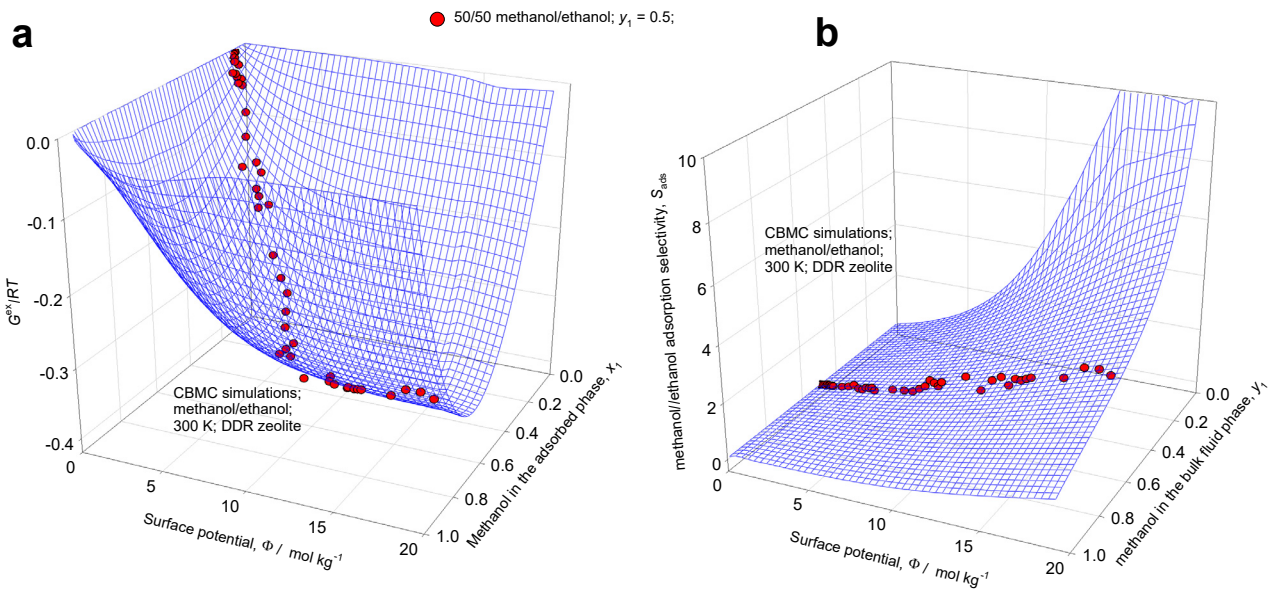 50/50 methanol/ethanol; y1 = 0.5;
a
0.0
-0.1
-0.2
-0.3
-0.4
G^ex/RT
0
5
10
15
20
Surface potential, Φ / mol kg-1
0.0
0.2
0.4
0.6
0.8
1.0
Methanol in the adsorbed phase, x1
CBMC simulations;
methanol/ethanol;
300 K; DDR zeolite
b
10
8
6
4
2
0
methanol//ethanol adsorption selectivity, Sads
CBMC simulations;
methanol/ethanol;
300 K; DDR zeolite
0
5
10
15
20
Surface potential, Φ / mol kg-1
0.0
0.2
0.4
0.6
0.8
1.0
methanol in the bulk fluid phase, y1